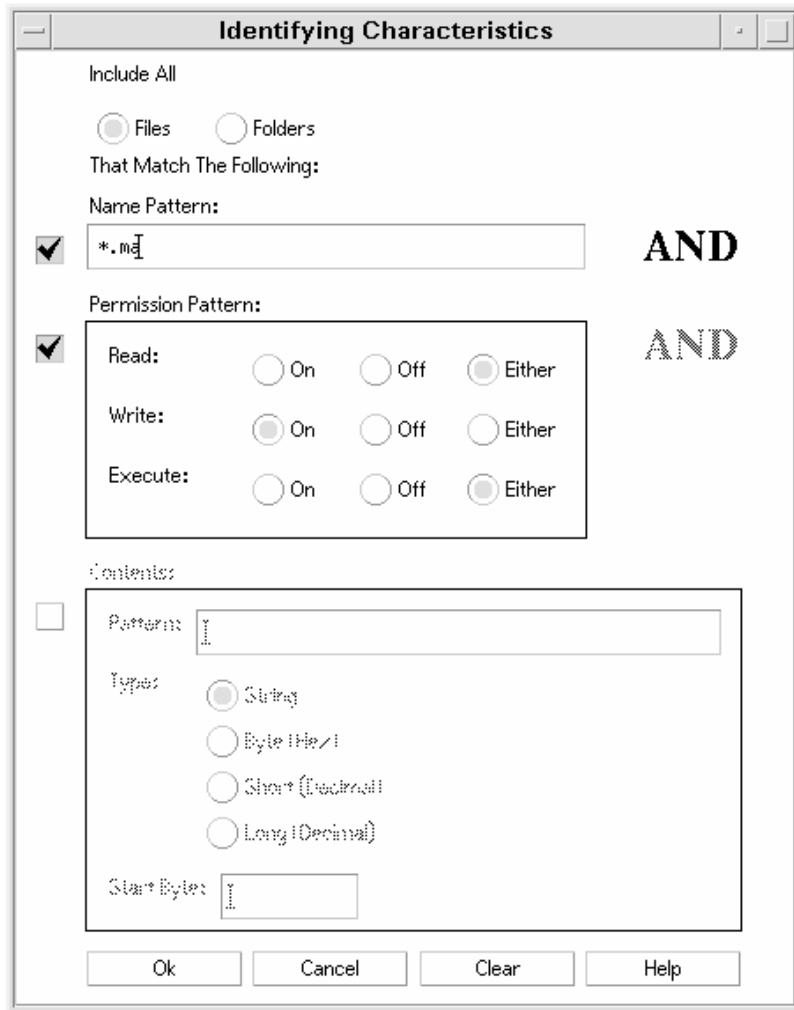 Identifying Characteristics
Include All
Files Folders
That Match The Following:
Name Pattern:
*.ma AND
Permission Pattern:
AND
Read: On Off Either
Write: On Off Either
Execute: On Off Either
Contents:
Pattern:
Type: String
Byte (Hex)
Short (Decimal)
Long (Decimal)
Start Byte:
Ok Cancel Clear Help